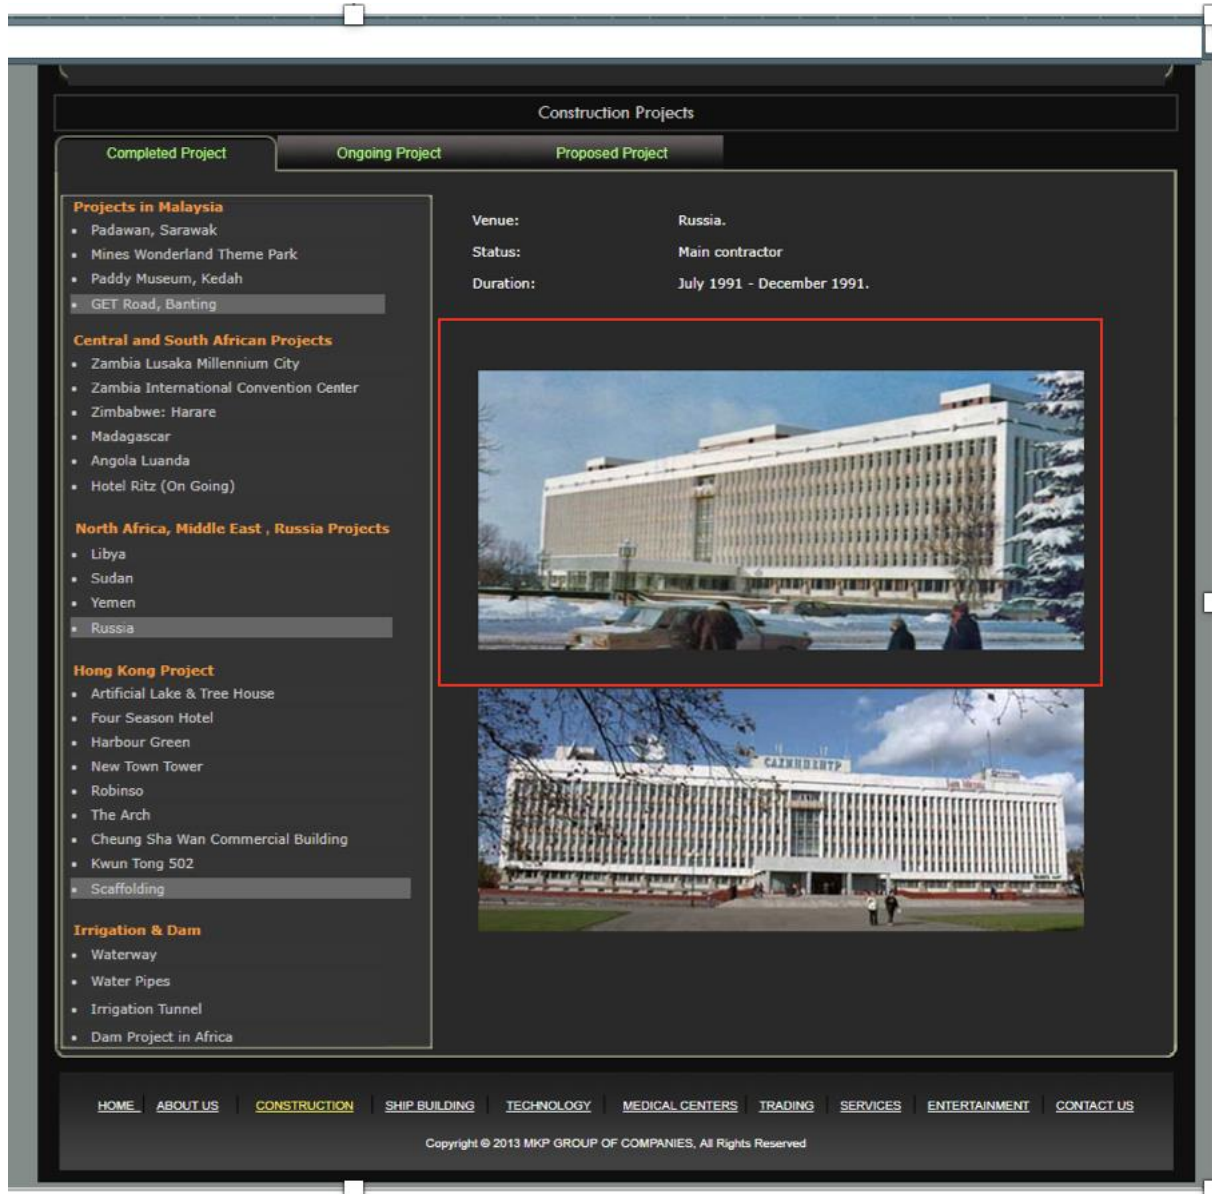 Construction Projects
Completed Project Ongoing Project Proposed Project
Projects in Malaysia
Padawan, Sarawak
Mines Wonderland Theme Park
Paddy Museum, Kedah
GET Road, Banting
Central and South African Projects
Zambia Lusaka Millennium City
Zambia International Convention Center
Zimbabwe: Harare
Madagascar
Angola Luanda
Hotel Ritz (On Going)
North Africa, Middle East , Russia Projects
Libya
Sudan
Yemen
Russia
Hong Kong Project
Artificial Lake & Tree House
Four Season Hotel
Harbour Green
New Town Tower
Robinso
The Arch
Cheung Sha Wan Commercial Building
Kwun Tong 502
Scaffolding
Irrigation & Dam
Waterway
Water Pipes
Irrigation Tunnel
Dam Project in Africa
Venue: Russia.
Status: Main contractor
Duration: July 1991 - December 1991.
HOME ABOUT US CONSTRUCTION SHIP BUILDING TECHNOLOGY MEDICAL CENTERS TRADING SERVICES ENTERTAINMENT CONTACT US
Copyright © 2013 MKP GROUP OF COMPANIES, All Rights Reserved